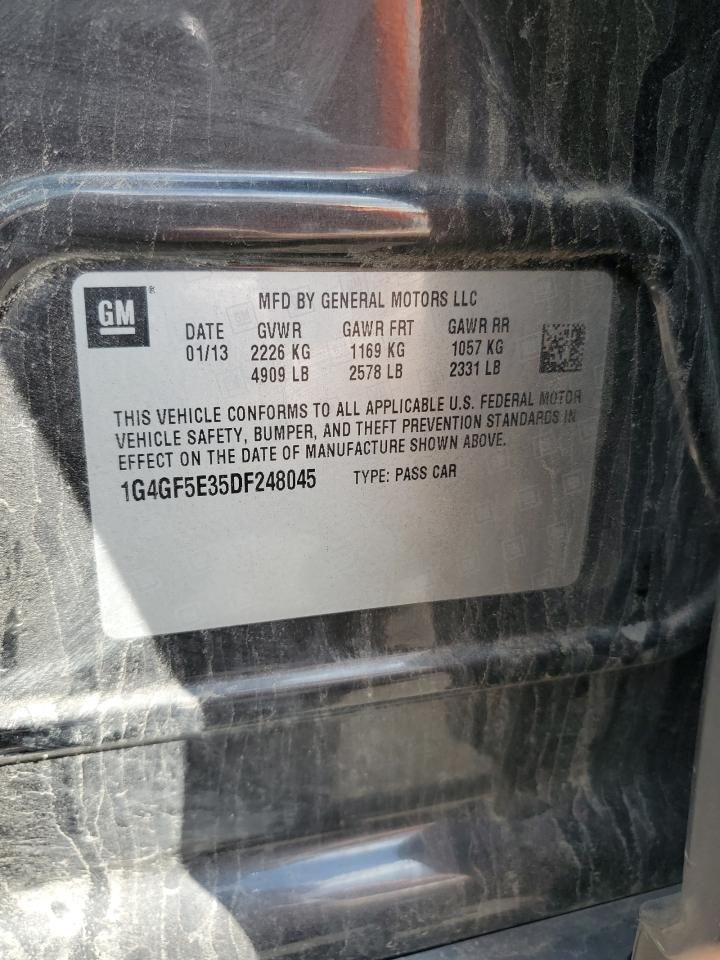 GM ®
MFD BY GENERAL MOTORS LLC
DATE GVWR GAWR FRT GAWR RR
01/13 2226 KG 1169 KG 1057 KG
4909 LB 2578 LB 2331 LB
THIS VEHICLE CONFORMS TO ALL APPLICABLE U.S. FEDERAL MOTOR
VEHICLE SAFETY, BUMPER, AND THEFT PREVENTION STANDARDS IN
EFFECT ON THE DATE OF MANUFACTURE SHOWN ABOVE.
1G4GF5E35DF248045 TYPE: PASS CAR